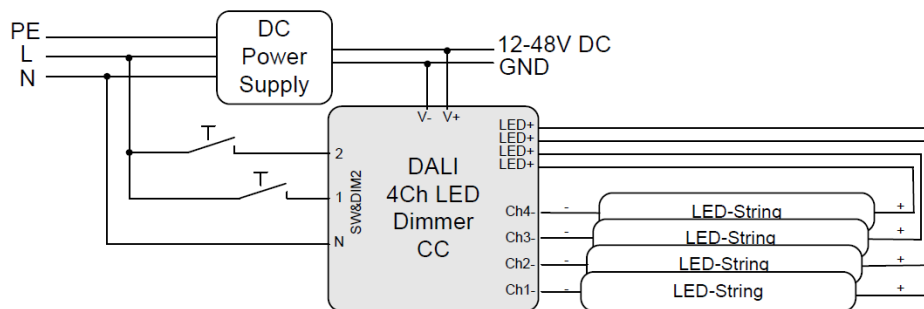 PE
L
N
DC
Power
Supply
12-48V DC
GND
V- V+
LED+
LED+
LED+
LED+
2
1
N
SW&DIM2
DALI
4Ch LED
Dimmer
CC
Ch4- - LED-String +
Ch3- - LED-String +
Ch2- - LED-String +
Ch1- - LED-String +